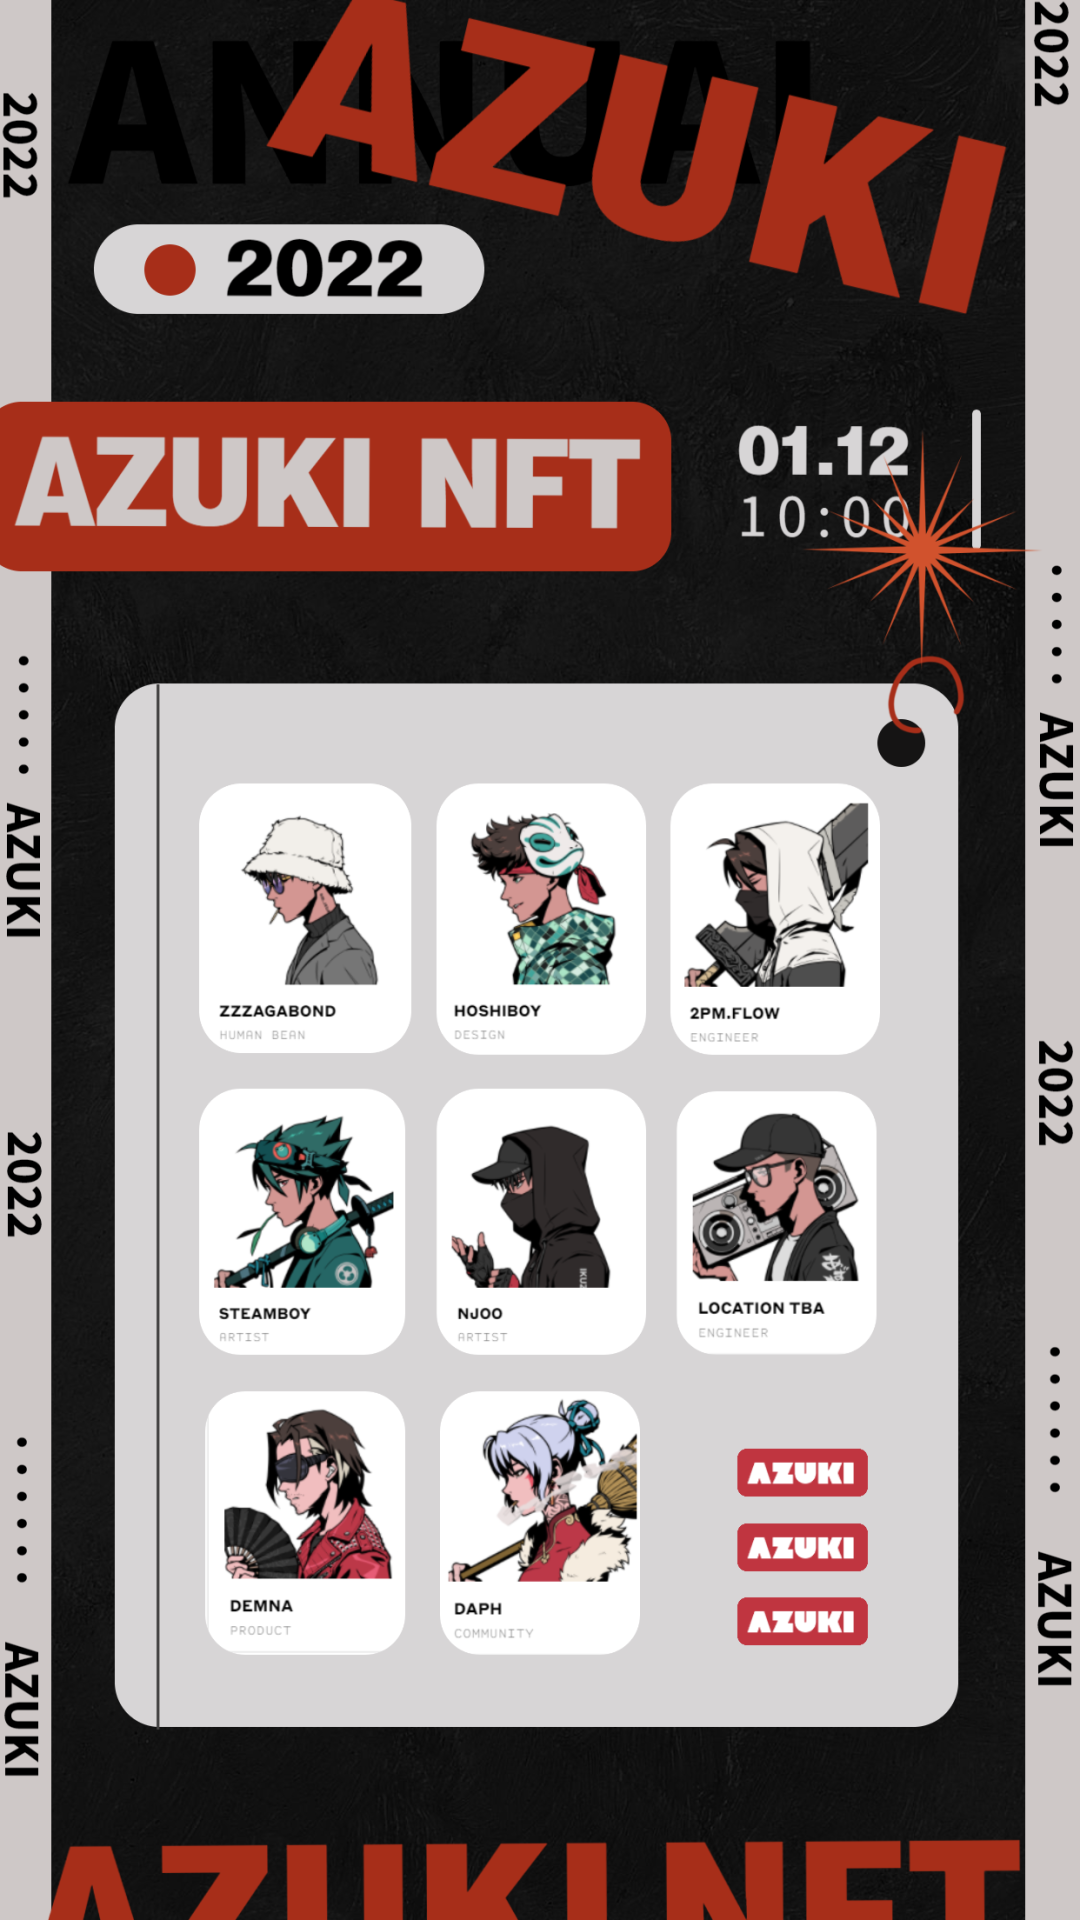 ANNUAL
AZUKI
2022
AZUKI NFT
01.12
10:00
ZZZAGABOND
HUMAN BEAN
HOSHIBOY
DESIGN
2PM.FLOW
ENGINEER
STEAMBOY
ARTIST
NJOO
ARTIST
IKUZ
LOCATION TBA
ENGINEER
DEMNA
PRODUCT
DAPH
COMMUNITY
AZUKI
AZUKI
AZUKI
AZUKI NFT
2022
AZUKI
2022
AZUKI
2022
AZUKI
2022
AZUKI